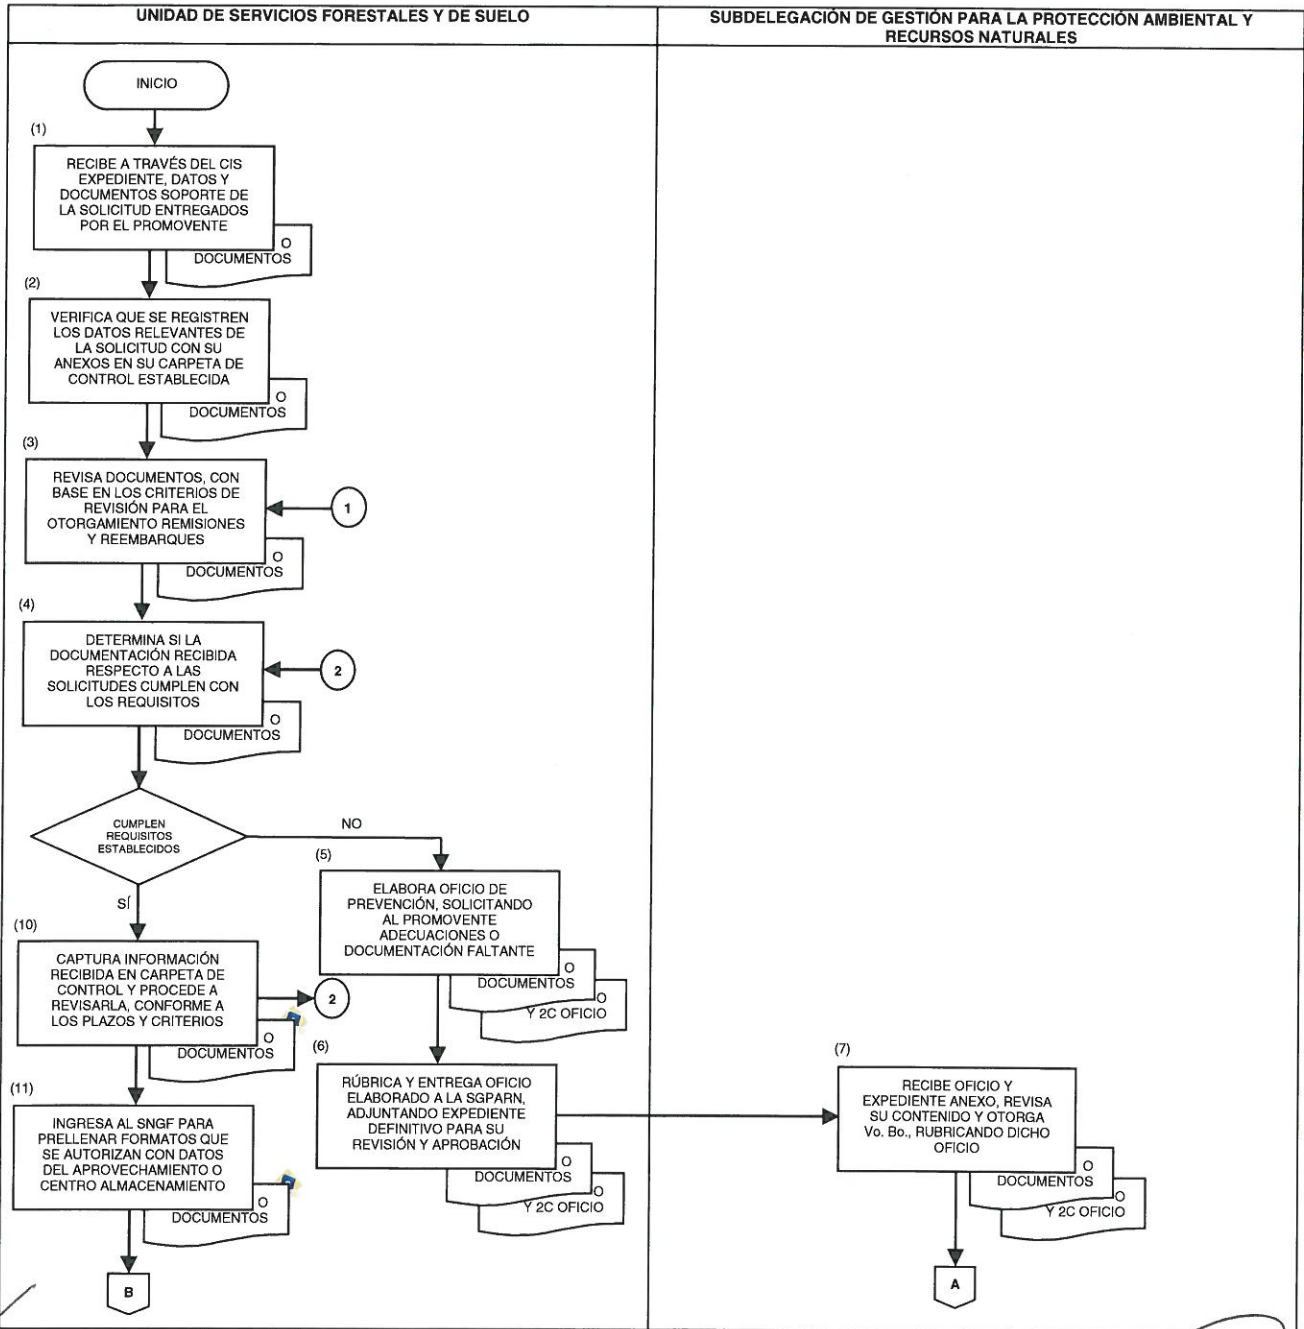 UNIDAD DE SERVICIOS FORESTALES Y DE SUELO
SUBDELEGACIÓN DE GESTIÓN PARA LA PROTECCIÓN AMBIENTAL Y
RECURSOS NATURALES
INICIO
(1)
RECIBE A TRAVÉS DEL CIS
EXPEDIENTE, DATOS Y
DOCUMENTOS SOPORTE DE
LA SOLICITUD ENTREGADOS
POR EL PROMOVENTE
O
DOCUMENTOS
(2)
VERIFICA QUE SE REGISTREN
LOS DATOS RELEVANTES DE
LA SOLICITUD CON SU
ANEXOS EN SU CARPETA DE
CONTROL ESTABLECIDA
O
DOCUMENTOS
(3)
REVISA DOCUMENTOS, CON
BASE EN LOS CRITERIOS DE
REVISIÓN PARA EL
OTORGAMIENTO REMISIONES
Y REEMBARQUES
1
O
DOCUMENTOS
(4)
DETERMINA SI LA
DOCUMENTACIÓN RECIBIDA
RESPECTO A LAS
SOLICITUDES CUMPLEN CON
LOS REQUISITOS
2
O
DOCUMENTOS
CUMPLEN
REQUISITOS
ESTABLECIDOS
NO
SÍ
(5)
ELABORA OFICIO DE
PREVENCIÓN, SOLICITANDO
AL PROMOVENTE
ADECUACIONES O
DOCUMENTACIÓN FALTANTE
O
DOCUMENTOS
O
Y 2C OFICIO
(10)
CAPTURA INFORMACIÓN
RECIBIDA EN CARPETA DE
CONTROL Y PROCEDE A
REVISARLA, CONFORME A
LOS PLAZOS Y CRITERIOS
2
O
DOCUMENTOS
(6)
RÚBRICA Y ENTREGA OFICIO
ELABORADO A LA SGPARN,
ADJUNTANDO EXPEDIENTE
DEFINITIVO PARA SU
REVISIÓN Y APROBACIÓN
O
DOCUMENTOS
O
Y 2C OFICIO
(7)
RECIBE OFICIO Y
EXPEDIENTE ANEXO, REVISA
SU CONTENIDO Y OTORGA
Vo. Bo., RUBRICANDO DICHO
OFICIO
O
DOCUMENTOS
O
Y 2C OFICIO
(11)
INGRESA AL SNGF PARA
PRELLENAR FORMATOS QUE
SE AUTORIZAN CON DATOS
DEL APROVECHAMIENTO O
CENTRO ALMACENAMIENTO
O
DOCUMENTOS
B
A